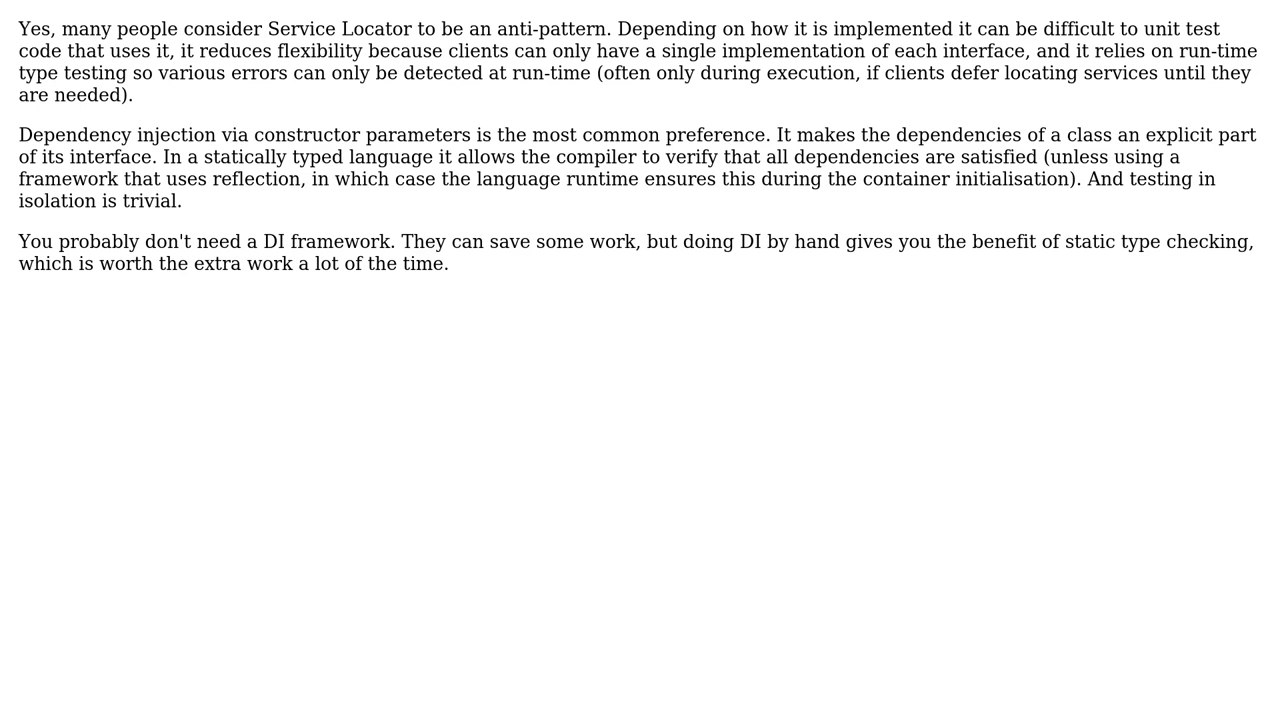 Yes, many people consider Service Locator to be an anti-pattern. Depending on how it is implemented it can be difficult to unit test
code that uses it, it reduces flexibility because clients can only have a single implementation of each interface, and it relies on run-time
type testing so various errors can only be detected at run-time (often only during execution, if clients defer locating services until they
are needed).
Dependency injection via constructor parameters is the most common preference. It makes the dependencies of a class an explicit part
of its interface. In a statically typed language it allows the compiler to verify that all dependencies are satisfied (unless using a
framework that uses reflection, in which case the language runtime ensures this during the container initialisation). And testing in
isolation is trivial.
You probably don't need a DI framework. They can save some work, but doing DI by hand gives you the benefit of static type checking,
which is worth the extra work a lot of the time.